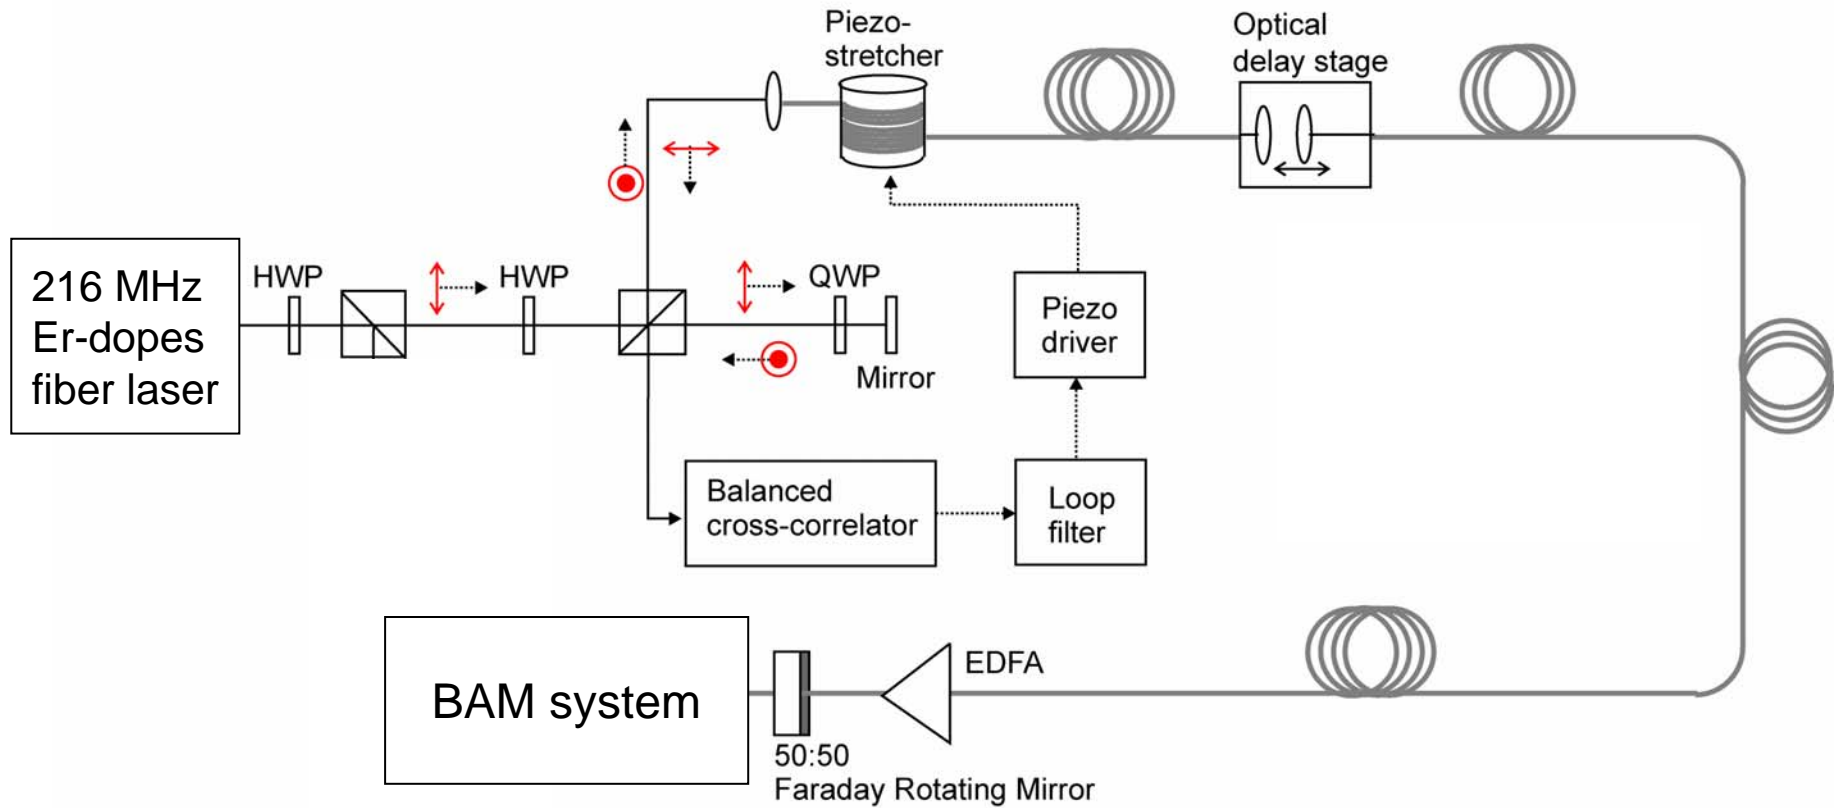 Piezo-
stretcher
Optical
delay stage
216 MHz
Er-dopes
fiber laser
HWP
HWP
QWP
Mirror
Piezo
driver
Balanced
cross-correlator
Loop
filter
BAM system
EDFA
50:50
Faraday Rotating Mirror